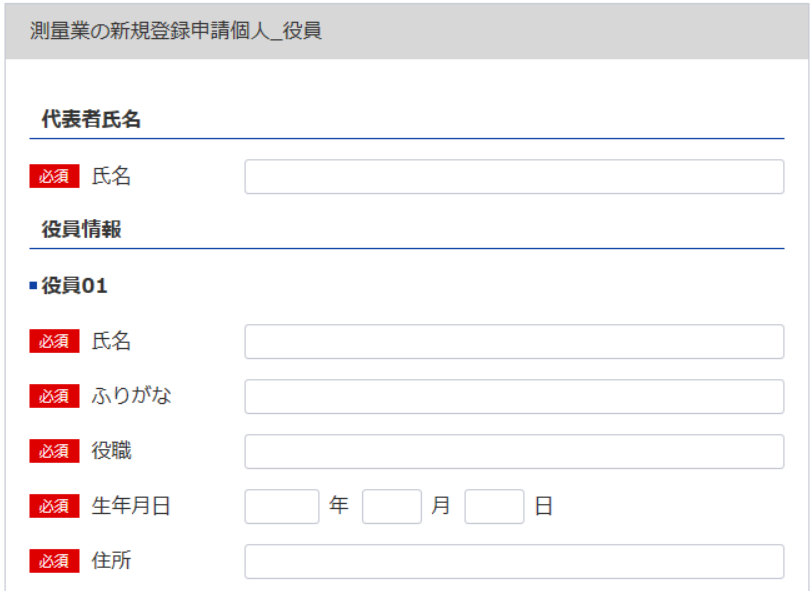 測量業の新規登録申請個人_役員
代表者氏名
必須 氏名
役員情報
役員01
必須 氏名
必須 ふりがな
必須 役職
必須 生年月日 年 月 日
必須 住所